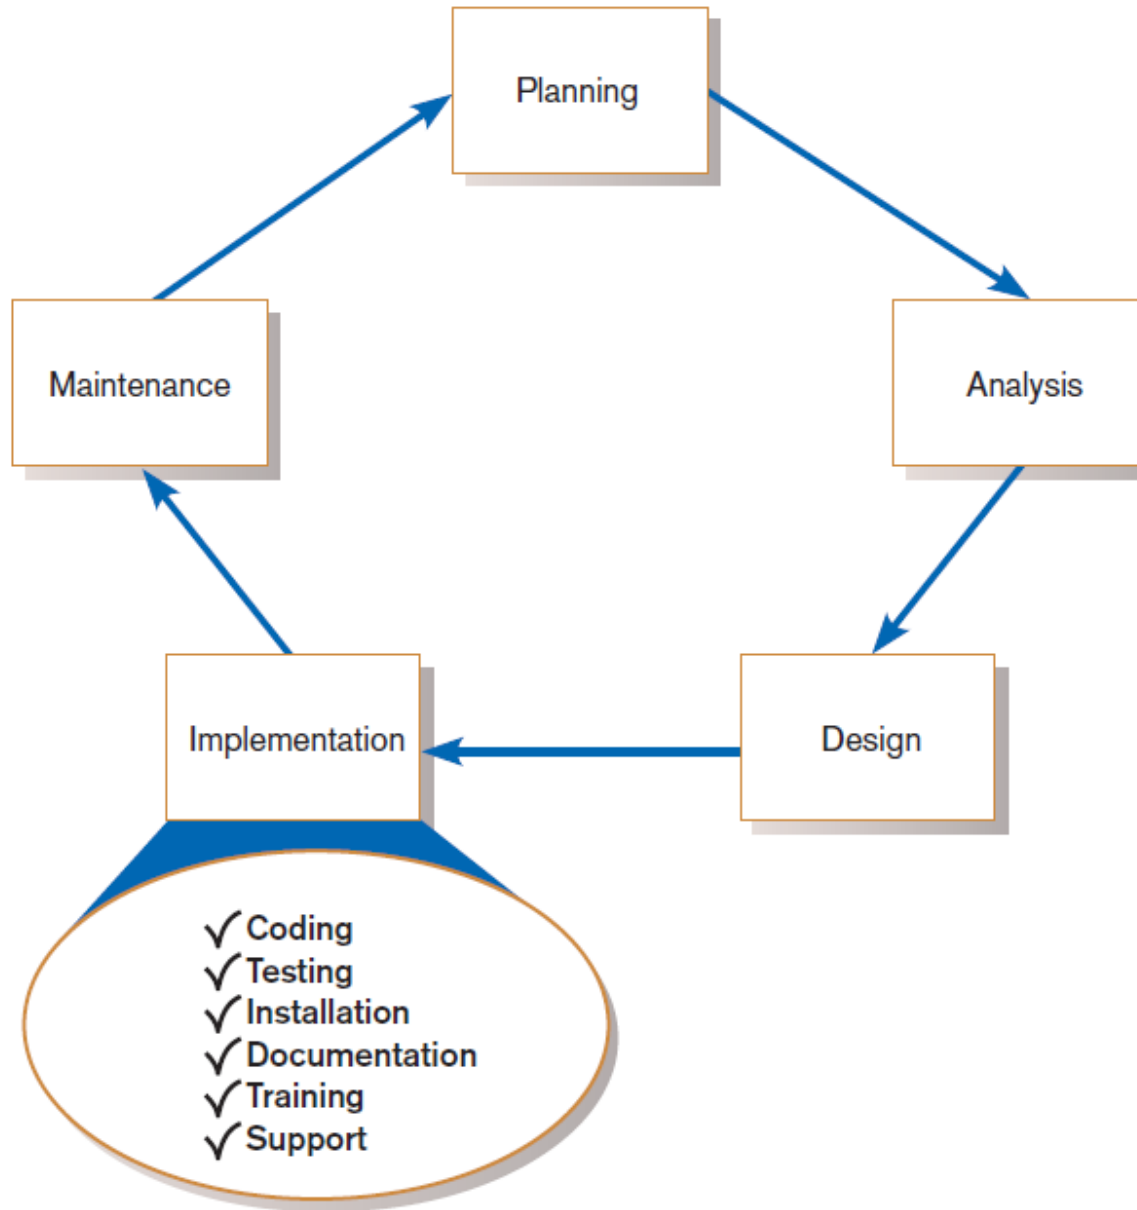 Planning
Maintenance
Analysis
Implementation
Design
Coding
Testing
Installation
Documentation
Training
Support